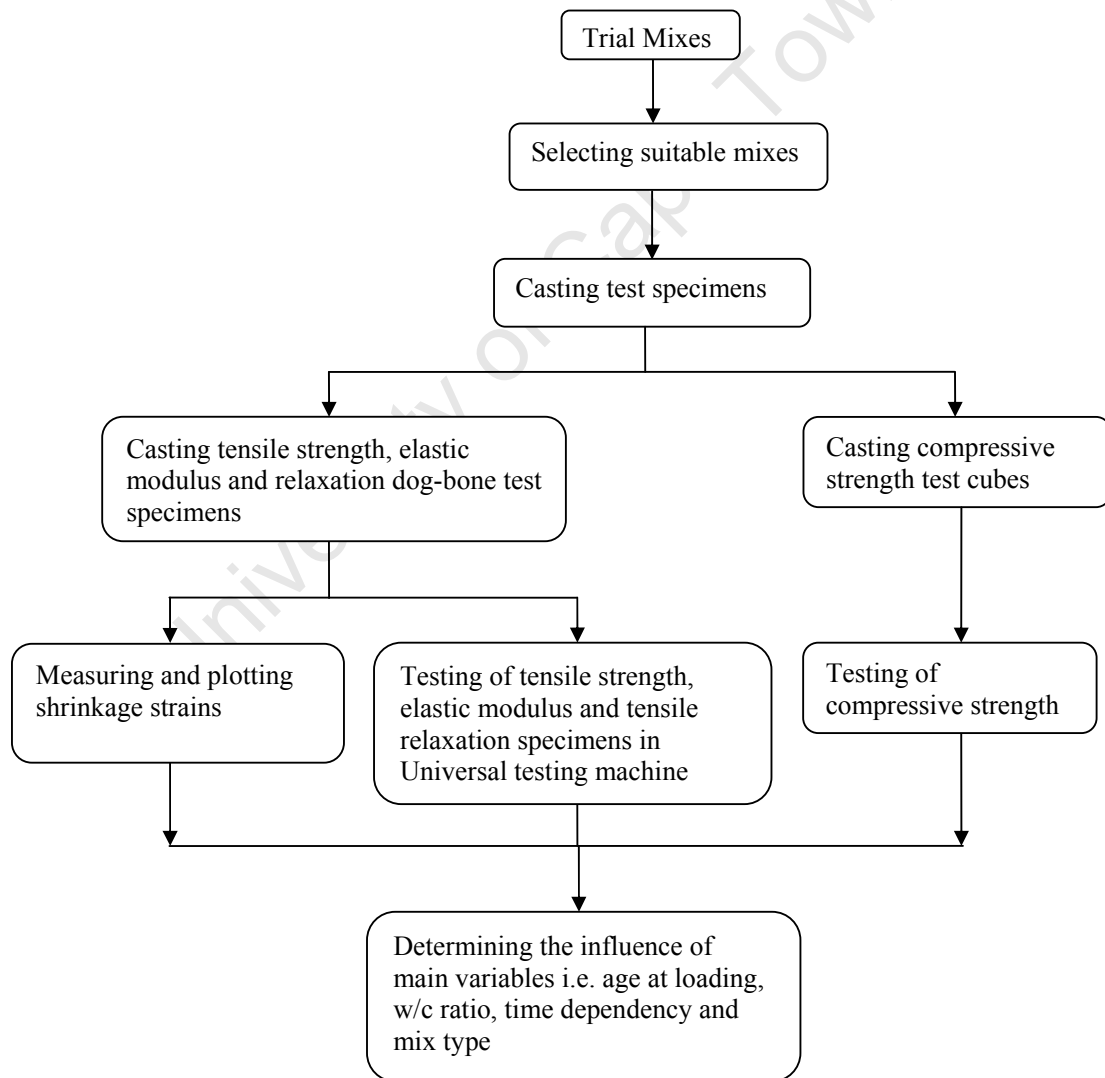 Trial Mixes
Selecting suitable mixes
Casting test specimens
Casting tensile strength, elastic
modulus and relaxation dog-bone test
specimens
Casting compressive
strength test cubes
Measuring and plotting
shrinkage strains
Testing of tensile strength,
elastic modulus and tensile
relaxation specimens in
Universal testing machine
Testing of
compressive strength
Determining the influence of
main variables i.e. age at loading,
w/c ratio, time dependency and
mix type